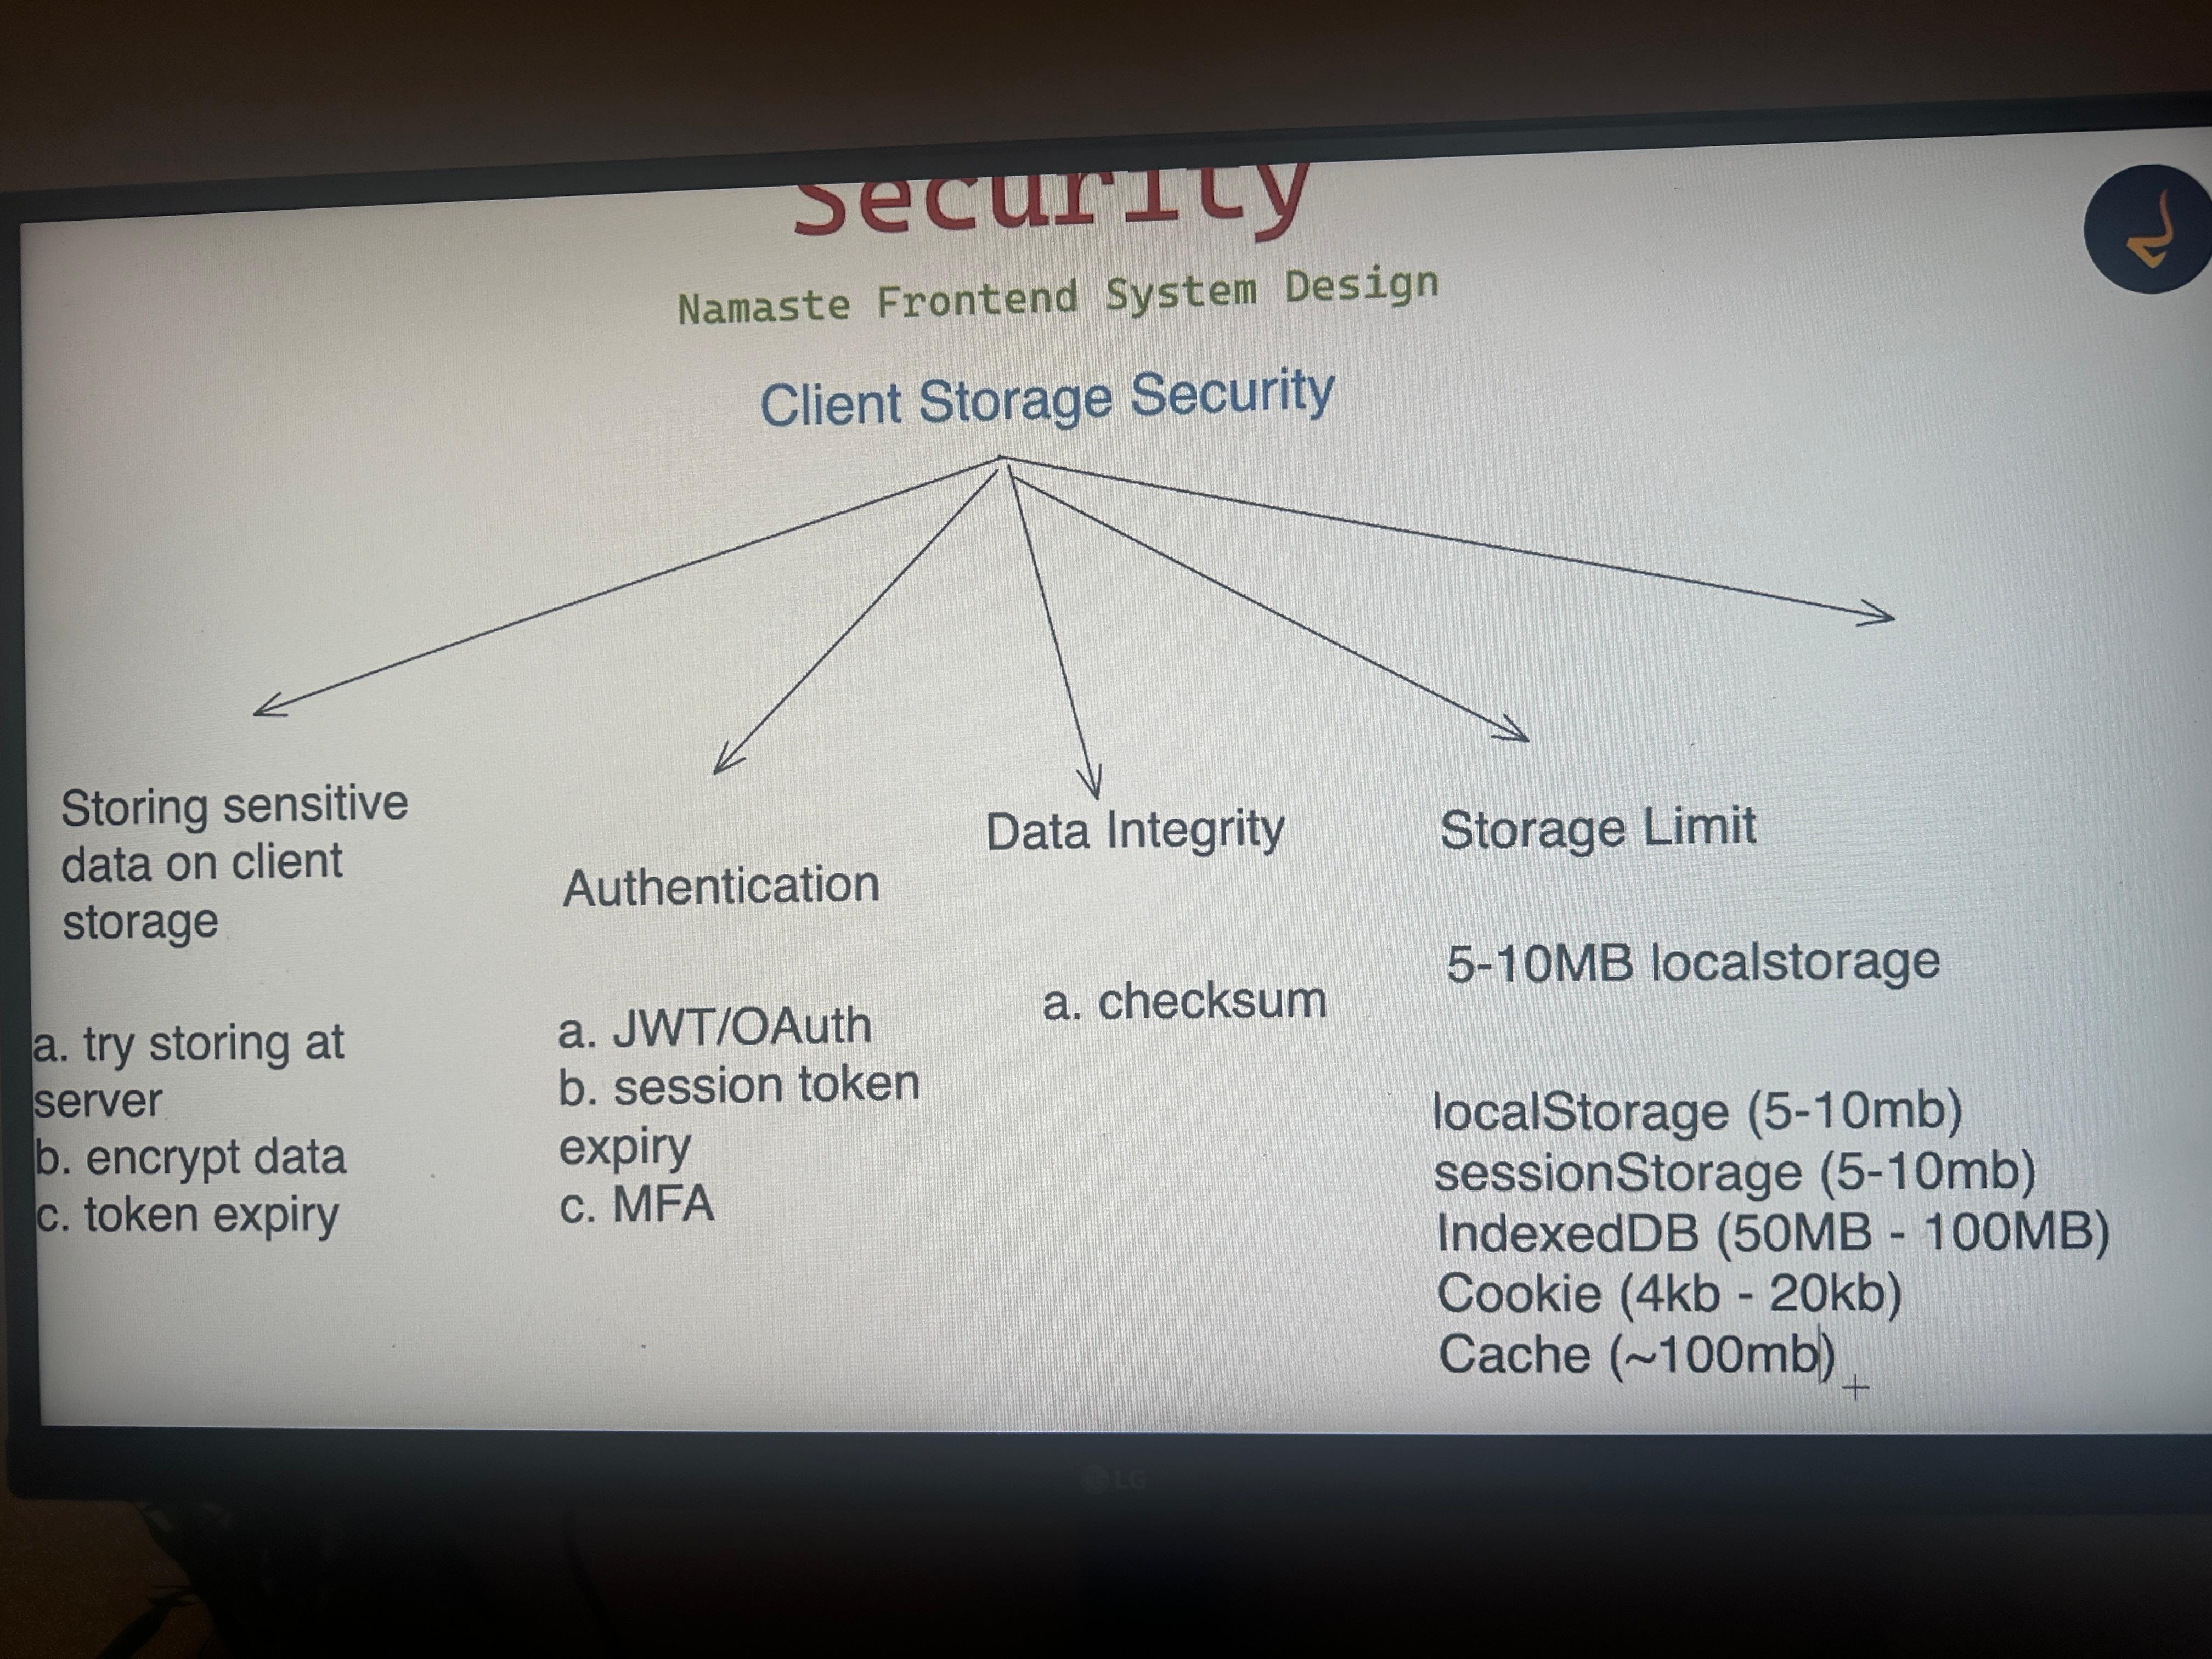 Security
Namaste Frontend System Design
Client Storage Security
Storing sensitive
data on client
storage
a. try storing at
server
b. encrypt data
c. token expiry
Authentication
a. JWT/OAuth
b. session token
expiry
c. MFA
Data Integrity
a. checksum
Storage Limit
5-10MB localstorage
localStorage (5-10mb)
sessionStorage (5-10mb)
IndexedDB (50MB - 100MB)
Cookie (4kb - 20kb)
Cache (~100mb)
LG